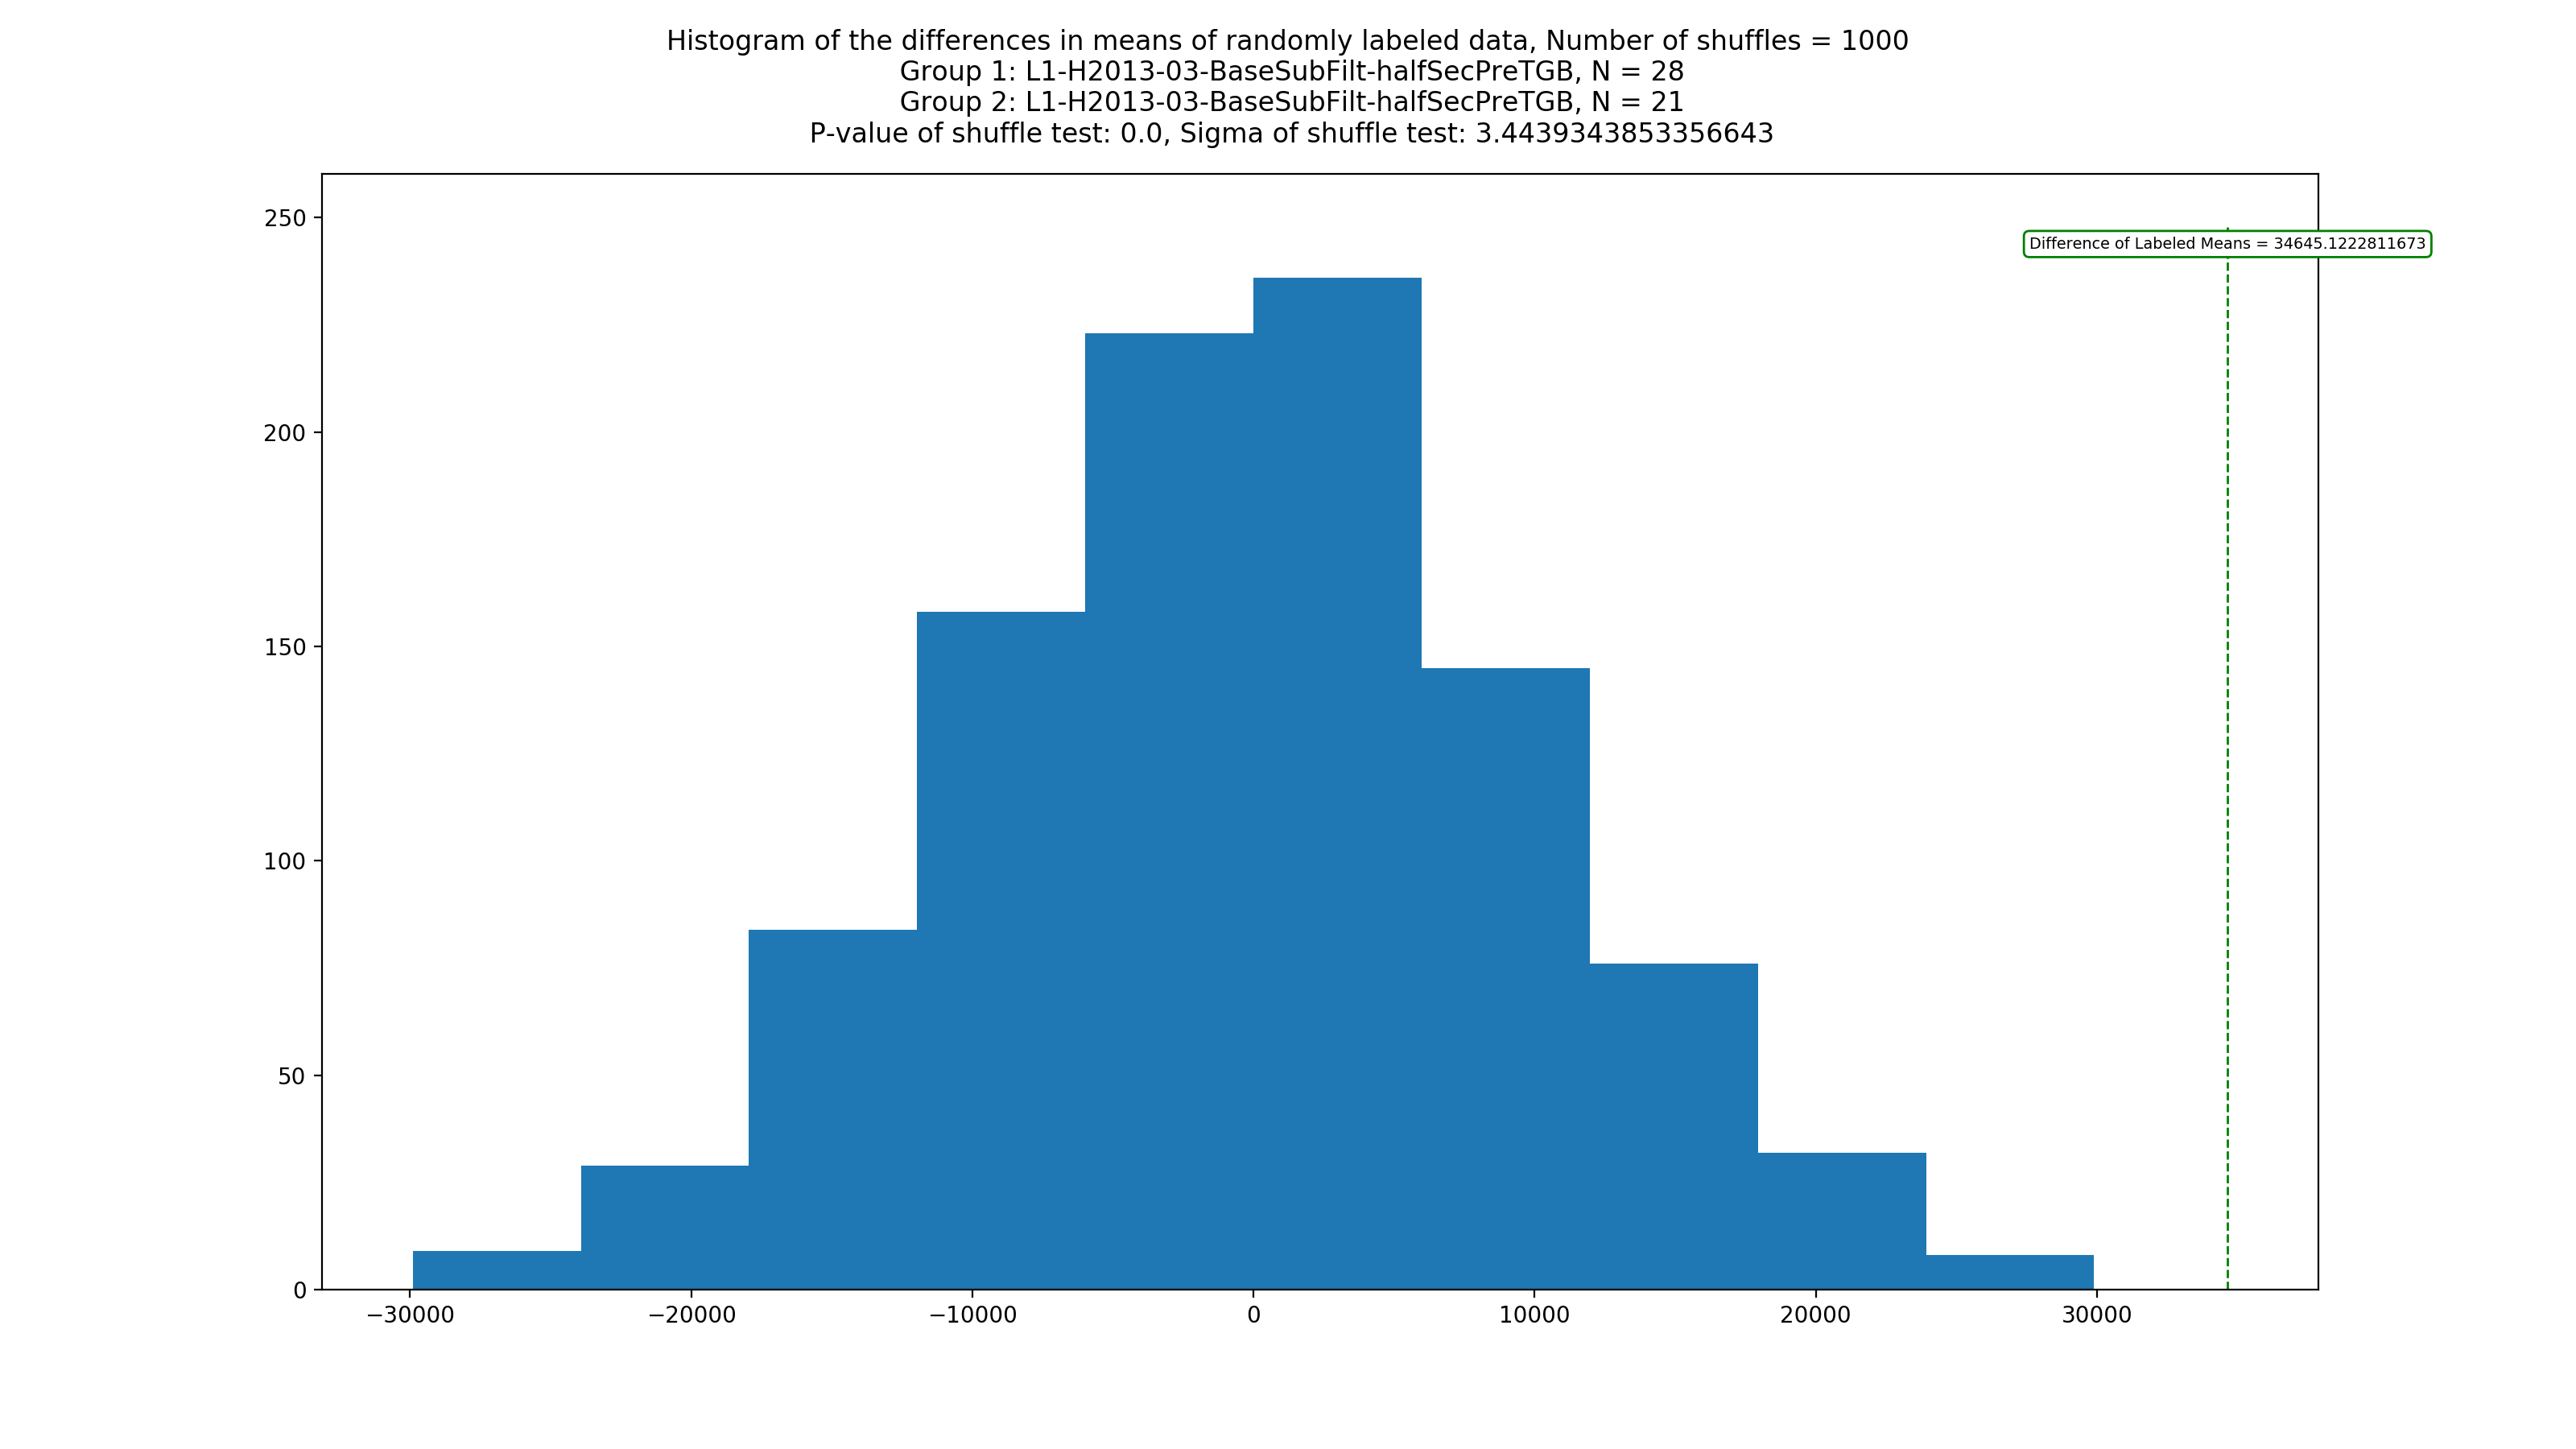 Histogram of the differences in means of randomly labeled data, Number of shuffles = 1000
Group 1: L1-H2013-03-BaseSubFilt-halfSecPreTGB, N = 28
Group 2: L1-H2013-03-BaseSubFilt-halfSecPreTGB, N = 21
P-value of shuffle test: 0.0, Sigma of shuffle test: 3.4439343853356643
250
Difference of Labeled Means = 34645.1222811673
200
150
100
50
0
−30000 −20000 −10000 0 10000 20000 30000